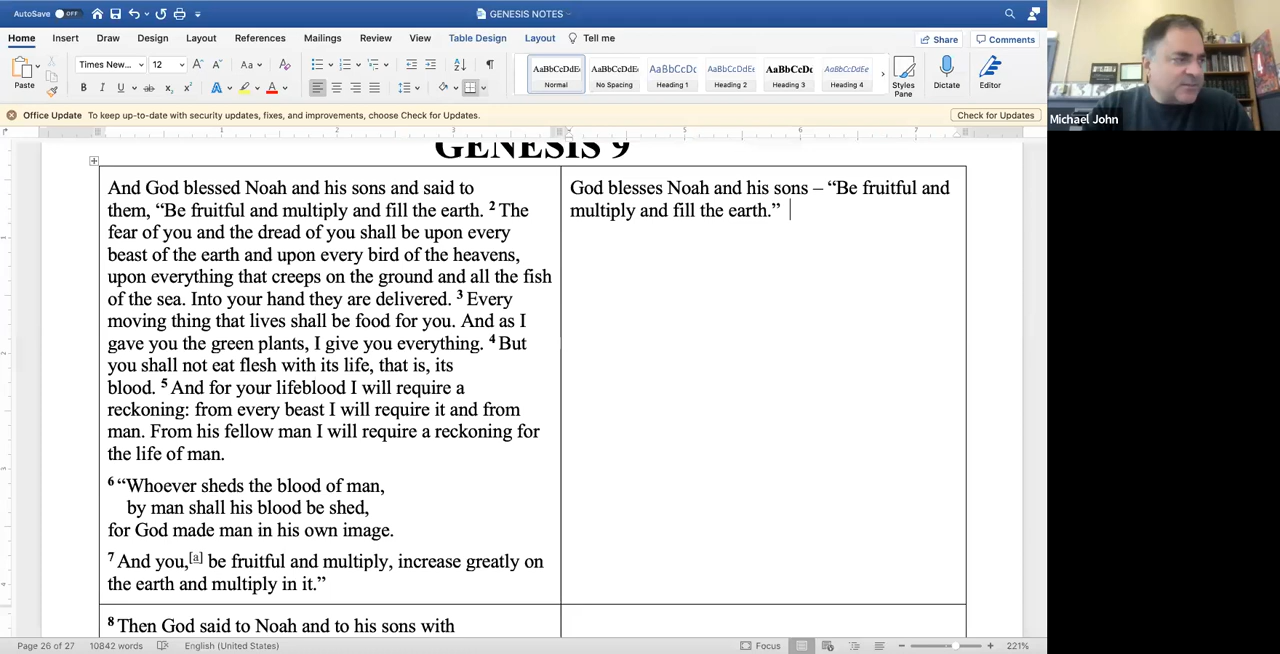 AutoSave OFF
GENESIS NOTES
Home Insert Draw Design Layout References Mailings Review View Table Design Layout Tell me
Share Comments
Paste
Times New... 12
AaBbCcDdEe AaBbCcDdEe AaBbCcDc AaBbCcDdEe AaBbCcDc AaBbCcDdEe
Normal No Spacing Heading 1 Heading 2 Heading 3 Heading 4
Styles Pane
Dictate
Editor
Office Update To keep up-to-date with security updates, fixes, and improvements, choose Check for Updates.
Check for Updates
Michael John
GENESIS 9
And God blessed Noah and his sons and said to
them, “Be fruitful and multiply and fill the earth. 2 The
fear of you and the dread of you shall be upon every
beast of the earth and upon every bird of the heavens,
upon everything that creeps on the ground and all the fish
of the sea. Into your hand they are delivered. 3 Every
moving thing that lives shall be food for you. And as I
gave you the green plants, I give you everything. 4 But
you shall not eat flesh with its life, that is, its
blood. 5 And for your lifeblood I will require a
reckoning: from every beast I will require it and from
man. From his fellow man I will require a reckoning for
the life of man.
6 “Whoever sheds the blood of man,
by man shall his blood be shed,
for God made man in his own image.
7 And you,[a] be fruitful and multiply, increase greatly on
the earth and multiply in it.”
8 Then God said to Noah and to his sons with
God blesses Noah and his sons – “Be fruitful and
multiply and fill the earth.”
Page 26 of 27 10842 words English (United States)
Focus
221%